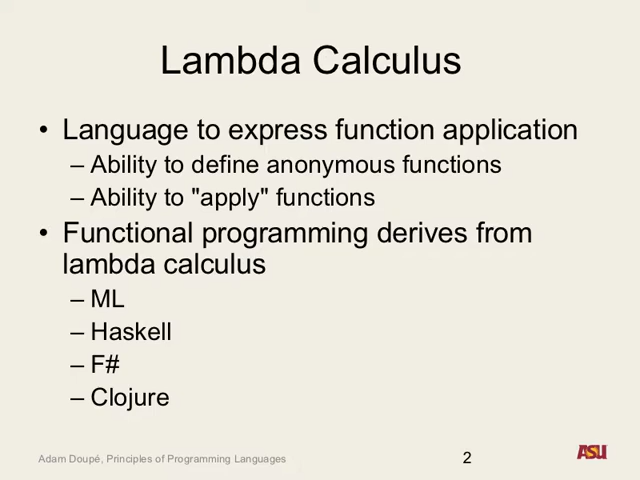 Lambda Calculus
• Language to express function application
– Ability to define anonymous functions
– Ability to "apply" functions
• Functional programming derives from
lambda calculus
– ML
– Haskell
– F#
– Clojure
Adam Doupé, Principles of Programming Languages
2
ASU